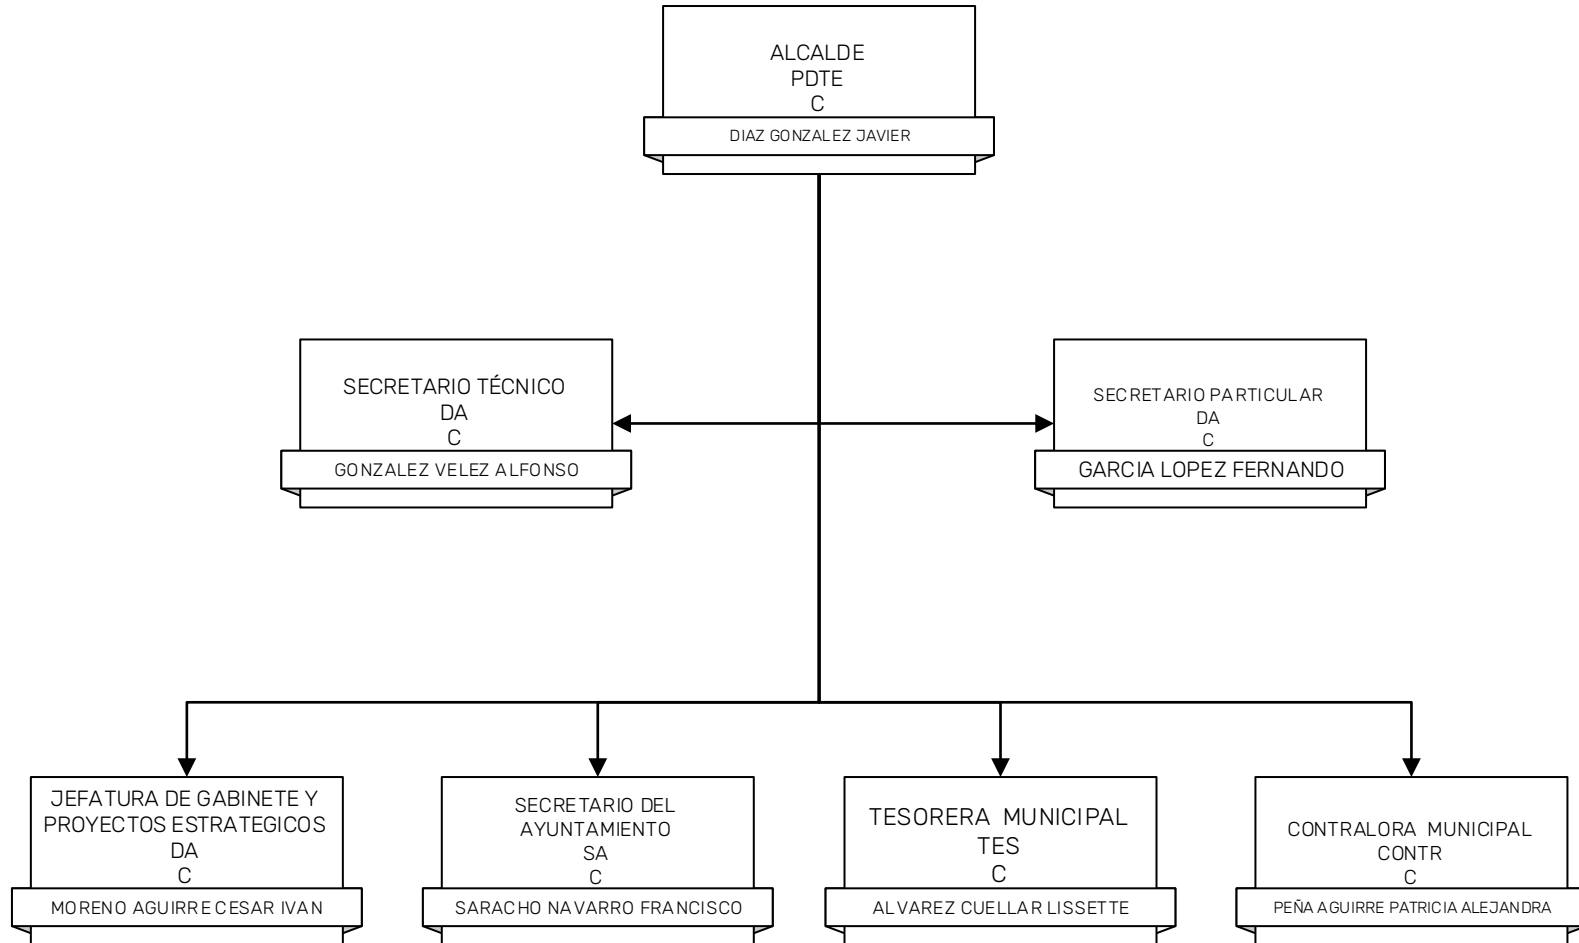 ALCALDE
PDTE
C
DIAZ GONZALEZ JAVIER
SECRETARIO TÉCNICO
DA
C
GONZALEZ VELEZ ALFONSO
SECRETARIO PARTICULAR
DA
C
GARCIA LOPEZ FERNANDO
JEFATURA DE GABINETE Y
PROYECTOS ESTRATEGICOS
DA
C
MORENO AGUIRRE CESAR IVAN
SECRETARIO DEL
AYUNTAMIENTO
SA
C
SARACHO NAVARRO FRANCISCO
TESORERA MUNICIPAL
TES
C
ALVAREZ CUELLAR LISSETTE
CONTRALORA MUNICIPAL
CONTR
C
PEÑA AGUIRRE PATRICIA ALEJANDRA